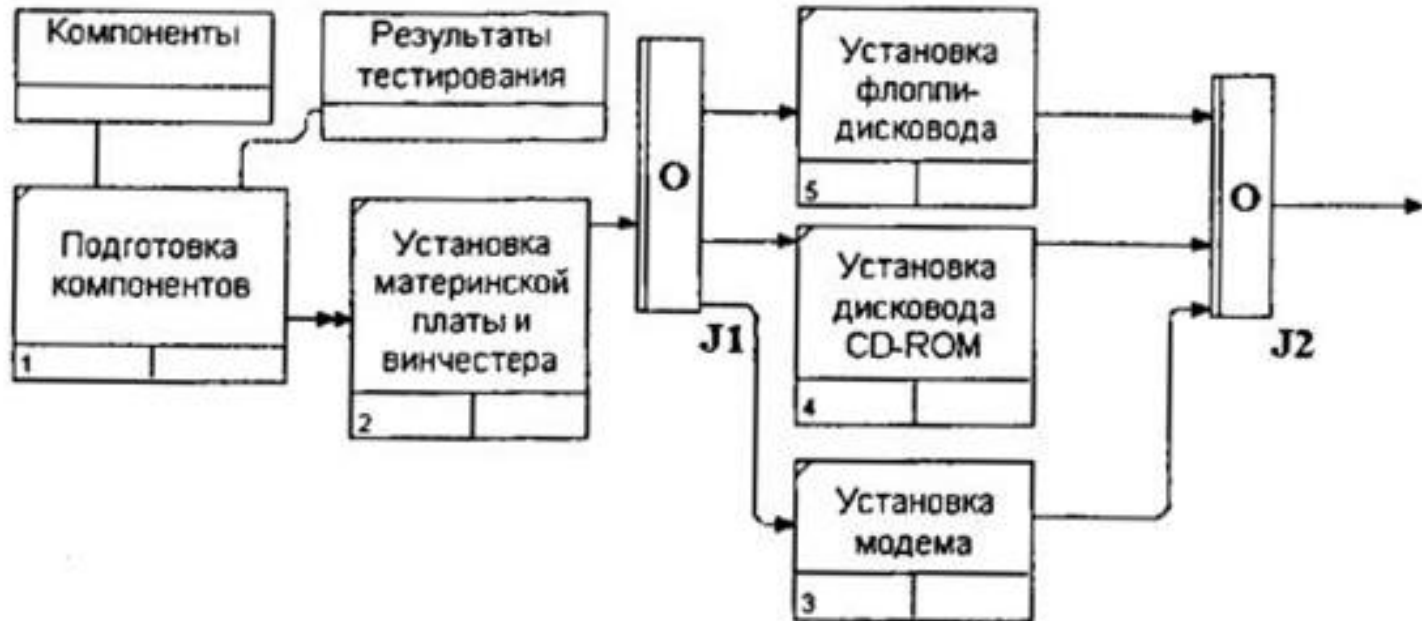 Компоненты
Результаты
тестирования
Подготовка
компонентов
1
Установка
материнской
платы и
винчестера
2
O
J1
Установка
флоппи-
дисковода
5
Установка
дисковода
CD-ROM
4
Установка
модема
3
O
J2